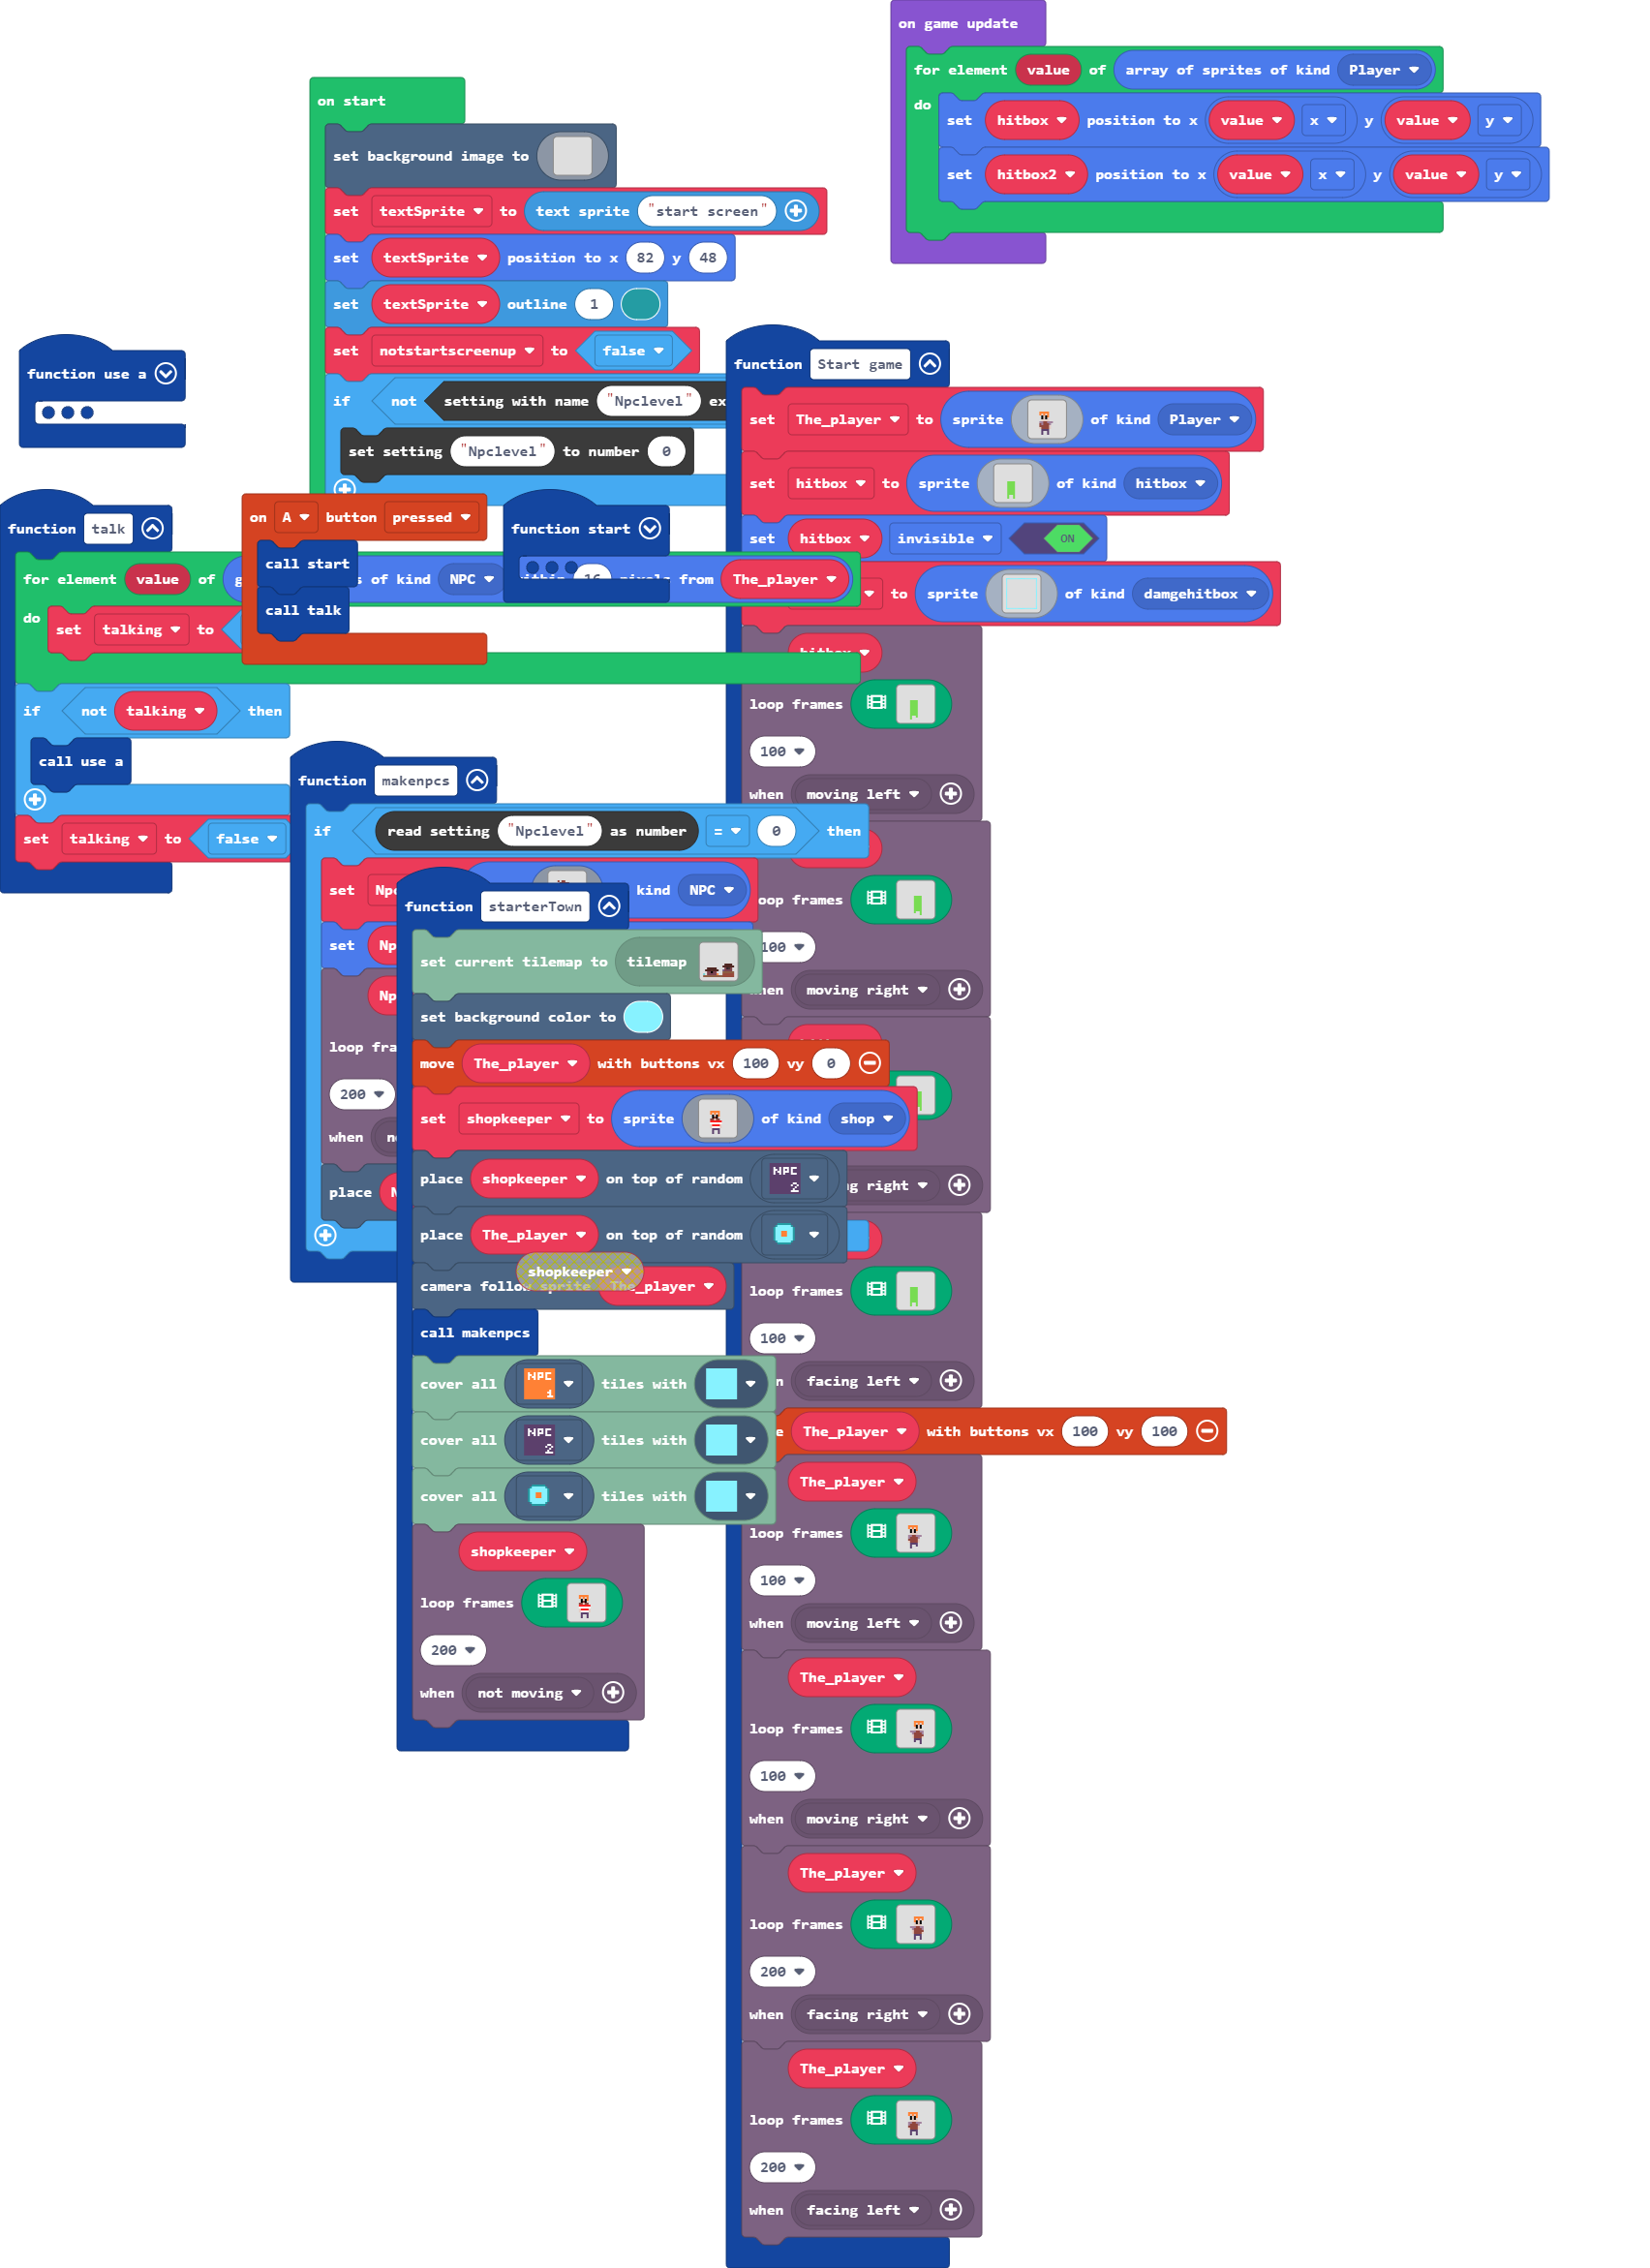 on game update
for element value of array of sprites of kind Player
do
set hitbox position to x value x y value y
set hitbox2 position to x value x y value y
on start
set background image to
set textSprite to text sprite "start screen"
set textSprite position to x 82 y 48
set textSprite outline 1
set notstartscreenup to false
if not setting with name "Npclevel"
set setting "Npclevel" to number 0
function use a
function talk
for element value of of kind NPC pixels from The_player
do
set talking to
if not talking then
call use a
set talking to false
on A button pressed
call start
call talk
function start
function Start game
set The_player to sprite of kind Player
set hitbox to sprite of kind hitbox
set hitbox invisible ON
to sprite of kind damgehitbox
hitbox
loop frames
100
when moving left
loop frames
100
when moving right
right
loop frames
100
facing left
The_player with buttons vx 100 vy 100
The_player
loop frames
100
when moving left
The_player
loop frames
100
when moving right
The_player
loop frames
200
when facing right
The_player
loop frames
200
when facing left
function makenpcs
if read setting "Npclevel" as number = 0 then
set kind NPC
set
loop
200
when
place
function starterTown
set current tilemap to tilemap
set background color to
move The_player with buttons vx 100 vy 0
set shopkeeper to sprite of kind shop
place shopkeeper on top of random NPC 2
place The_player on top of random
shopkeeper
camera follow sprite The_player
call makenpcs
cover all NPC 1 tiles with
cover all NPC 2 tiles with
cover all tiles with
shopkeeper
loop frames
200
when not moving